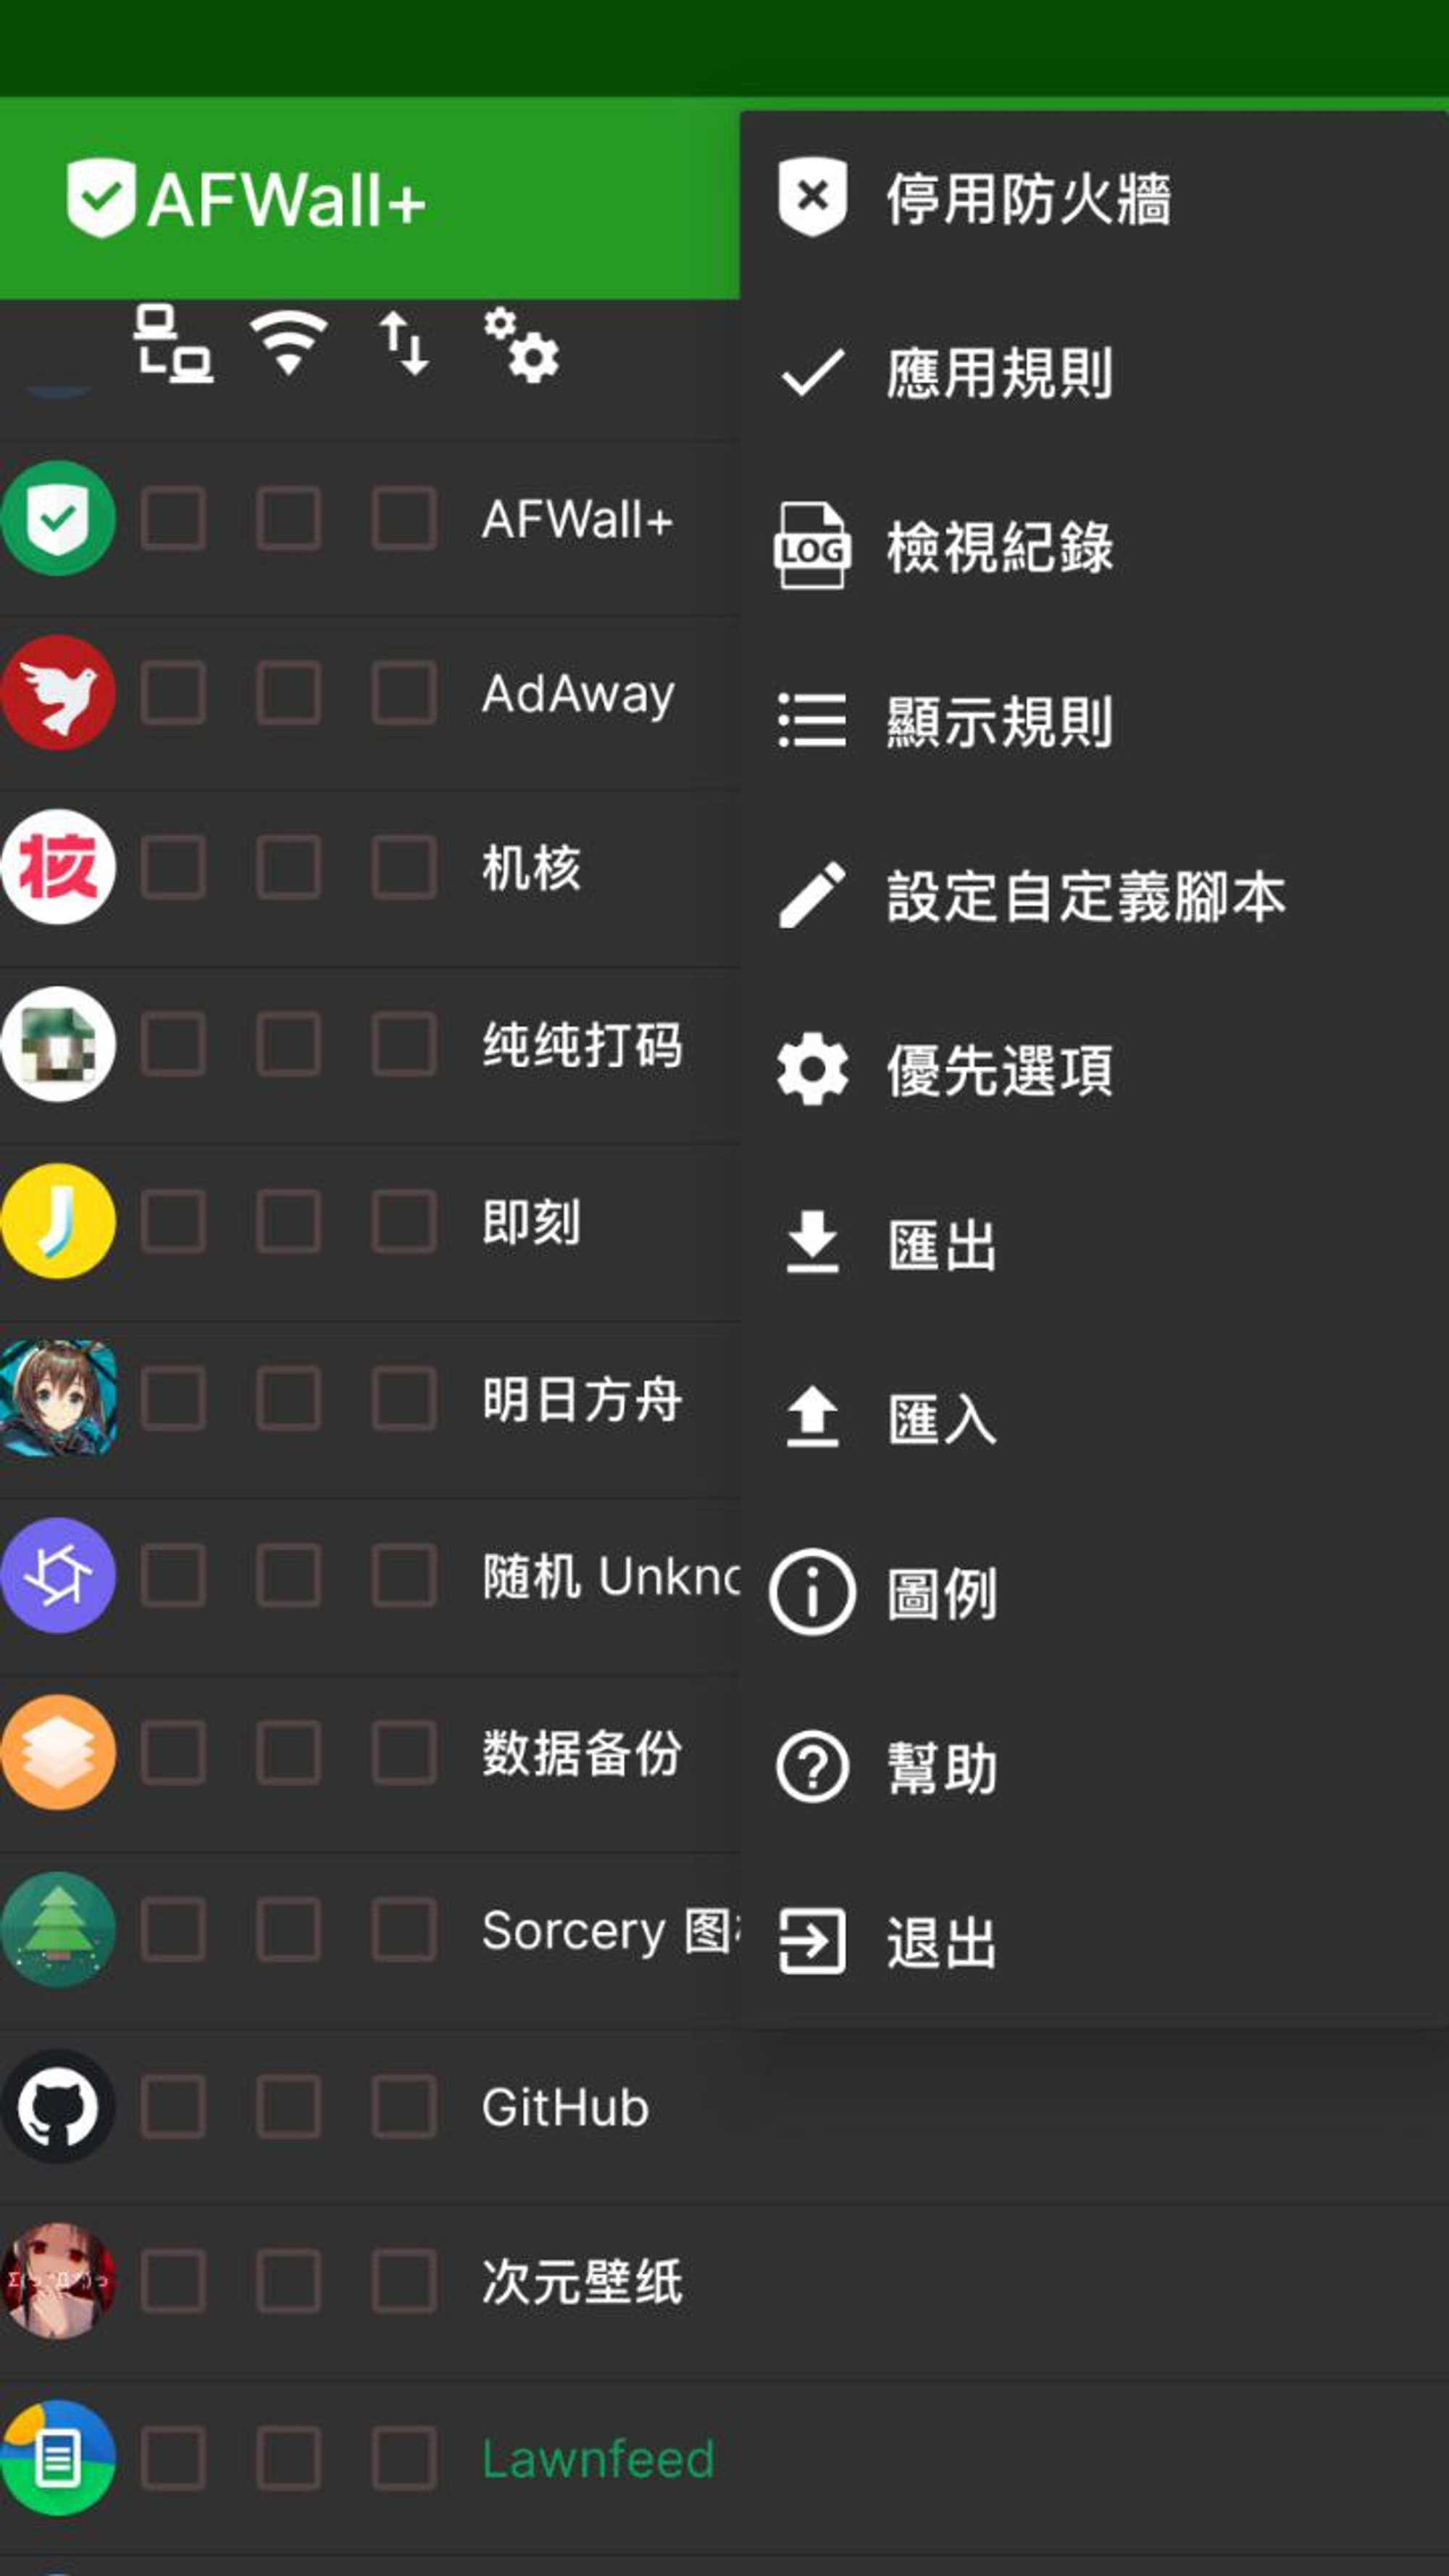 AFWall+
停用防火牆
應用規則
LOG
檢視紀錄
顯示規則
設定自定義腳本
優先選項
匯出
匯入
圖例
幫助
退出
AFWall+
AdAway
核
机核
纯纯打码
即刻
明日方舟
随机
数据备份
Sorcery
GitHub
次元壁纸
Lawnfeed